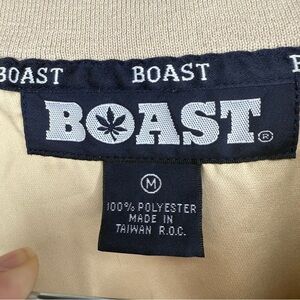 BOAST BOAST B
BOAST®
M
100% POLYESTER
MADE IN
TAIWAN R.O.C.